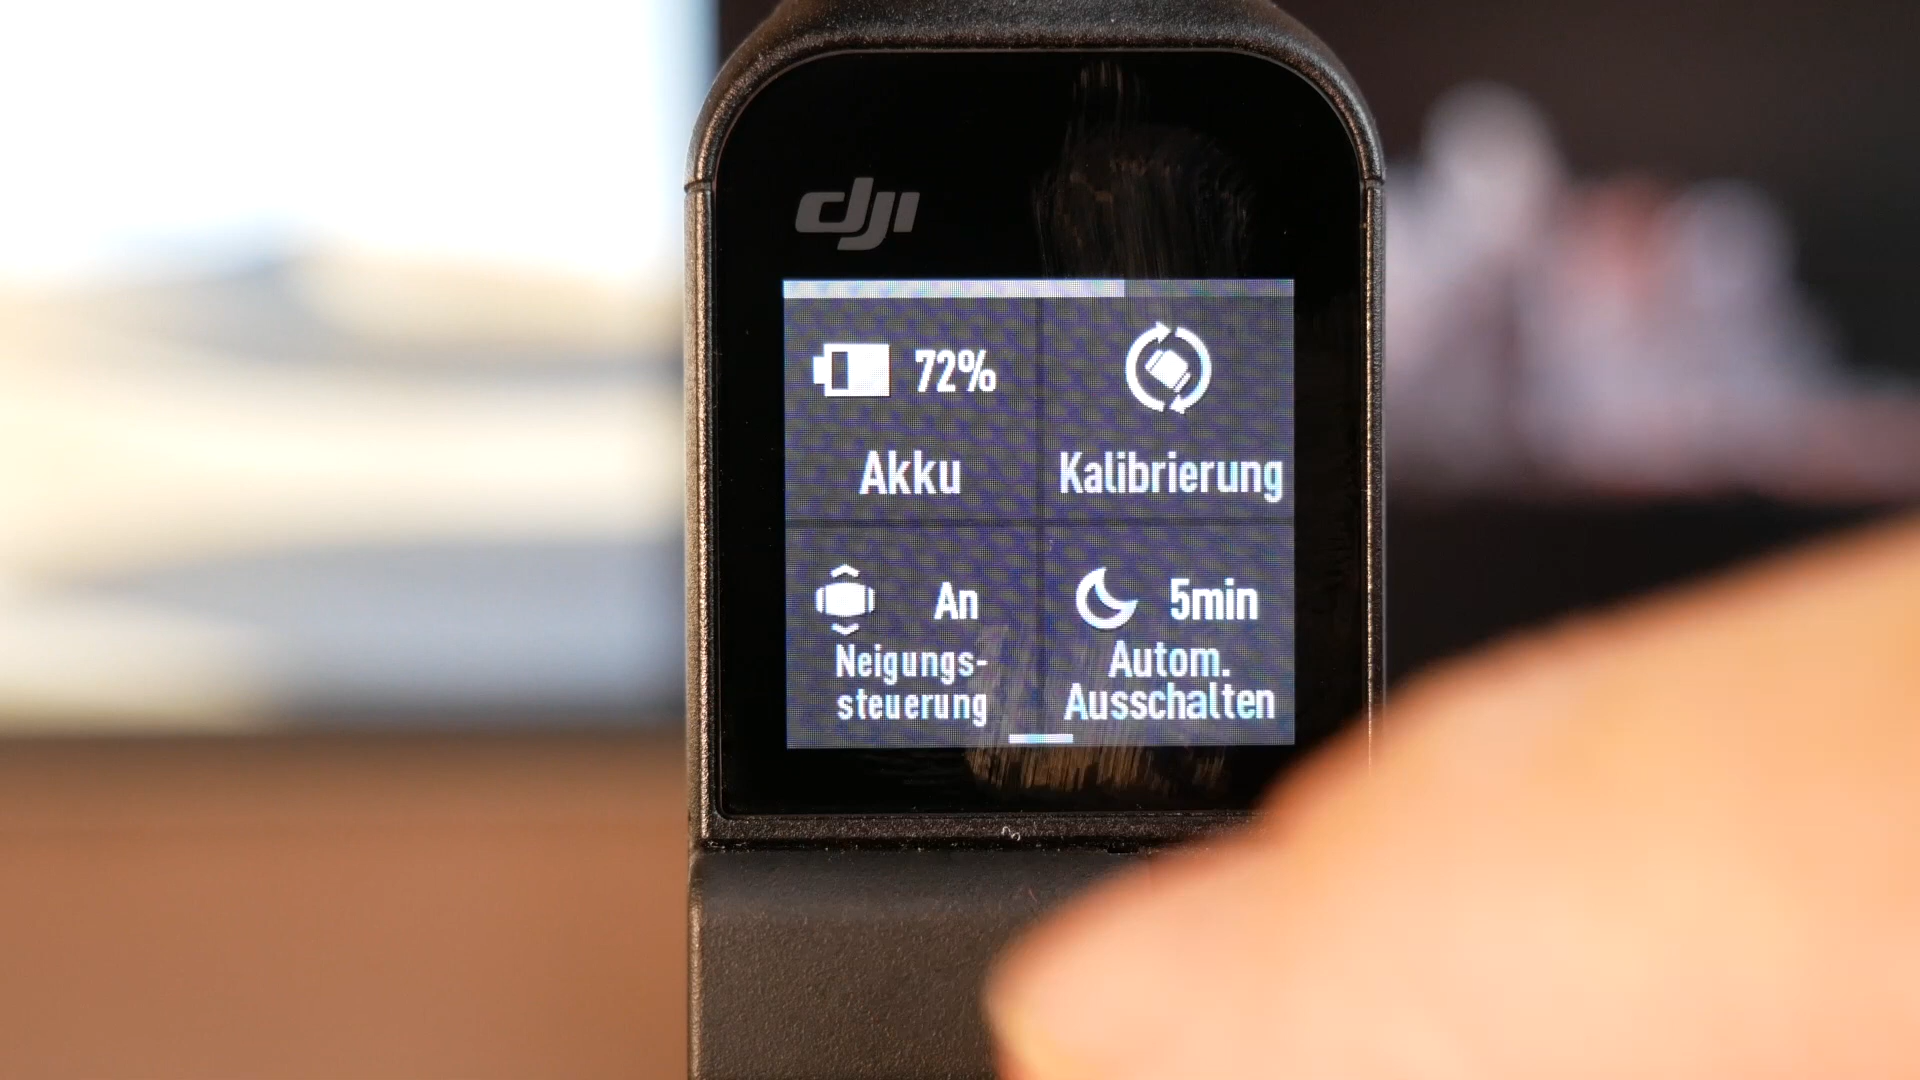 dji
72%
Akku
Kalibrierung
An
Neigungs-
steuerung
5min
Autom.
Ausschalten